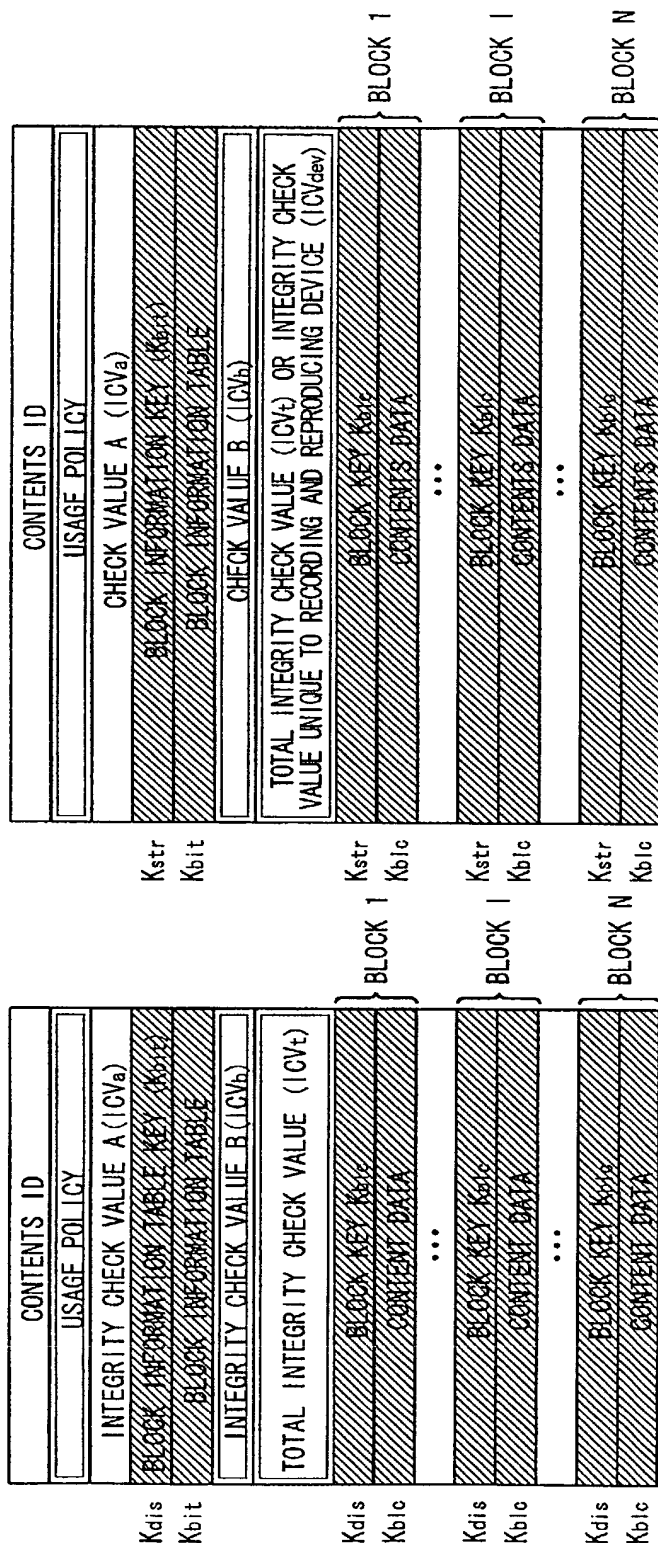 CONTENTS ID
USAGE POLICY
INTEGRITY CHECK VALUE A (ICVa)
Kdis BLOCK INFORMATION TABLE KEY (Kbit)
Kbit BLOCK INFORMATION TABLE
INTEGRITY CHECK VALUE B (ICVb)
TOTAL INTEGRITY CHECK VALUE (ICVt)
Kdis BLOCK KEY Kblc
Kblc CONTENT DATA
BLOCK 1
...
Kdis BLOCK KEY Kblc
Kblc CONTENT DATA
BLOCK I
...
Kdis BLOCK KEY Kblc
Kblc CONTENT DATA
BLOCK N
CONTENTS ID
USAGE POLICY
CHECK VALUE A (ICVa)
Kstr BLOCK INFORMATION KEY (Kbit)
Kbit BLOCK INFORMATION TABLE
CHECK VALUE B (ICVb)
TOTAL INTEGRITY CHECK VALUE (ICVt) OR INTEGRITY CHECK
VALUE UNIQUE TO RECORDING AND REPRODUCING DEVICE (ICVdev)
Kstr BLOCK KEY Kblc
Kblc CONTENTS DATA
BLOCK 1
...
Kstr BLOCK KEY Kblc
Kblc CONTENTS DATA
BLOCK I
...
Kstr BLOCK KEY Kblc
Kblc CONTENTS DATA
BLOCK N